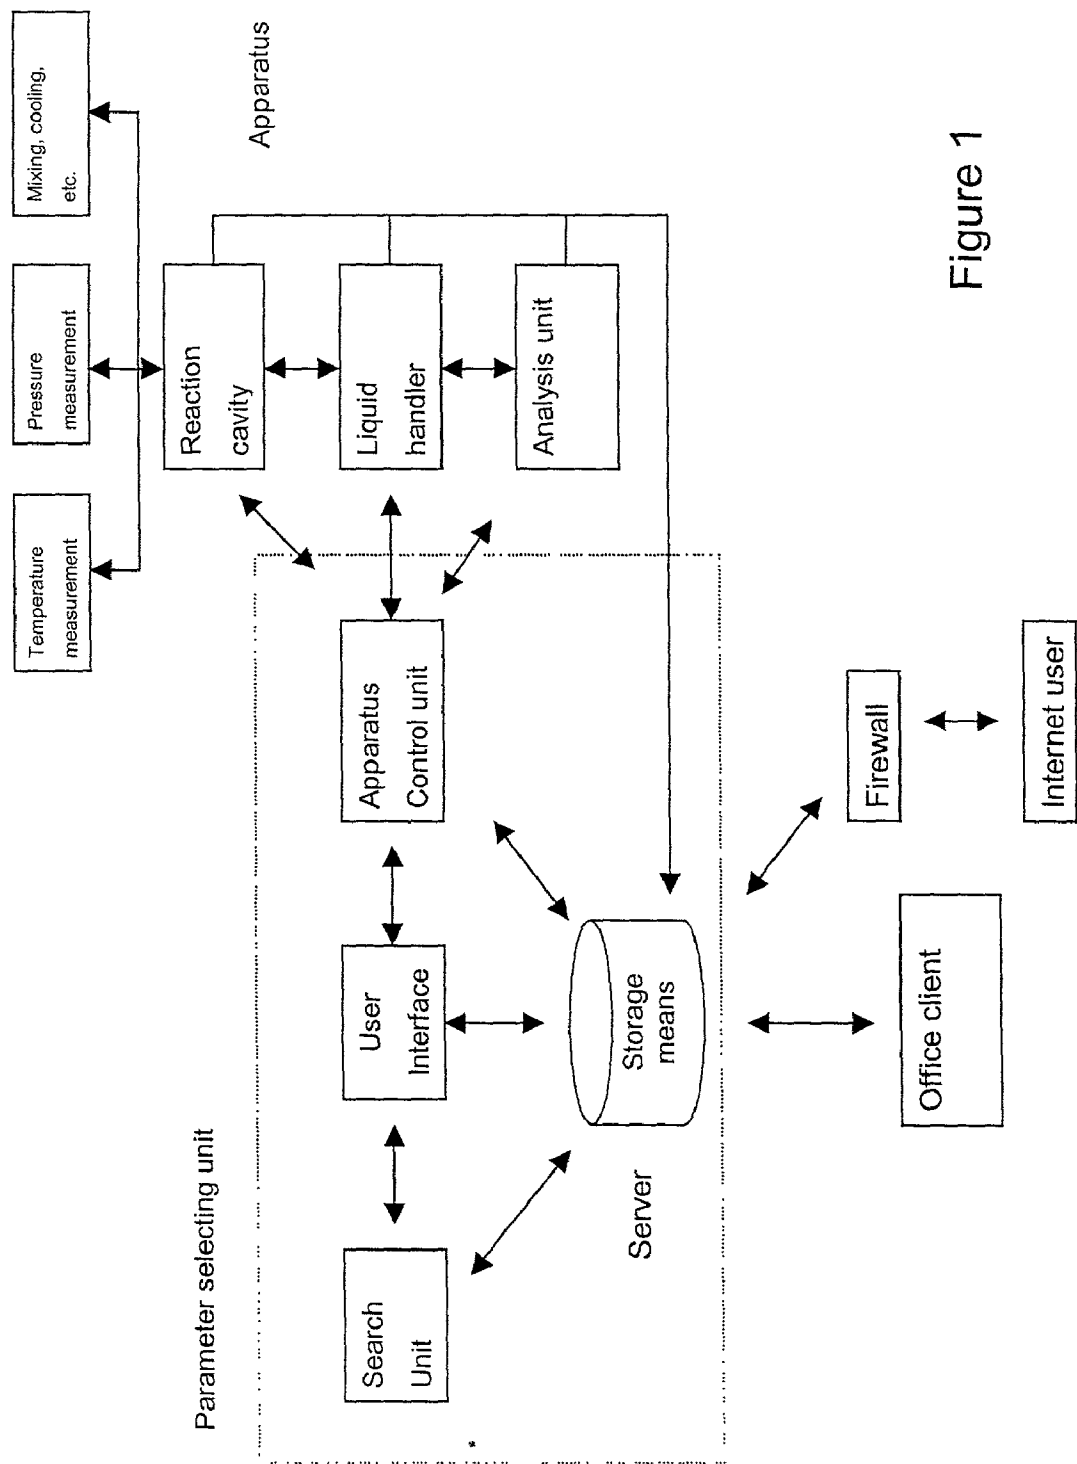 Parameter selecting unit
Search
Unit
User
Interface
Apparatus
Control unit
Storage
means
Server
Temperature
measurement
Pressure
measurement
Mixing, cooling,
etc.
Reaction
cavity
Liquid
handler
Analysis unit
Apparatus
Office client
Firewall
Internet user
Figure 1